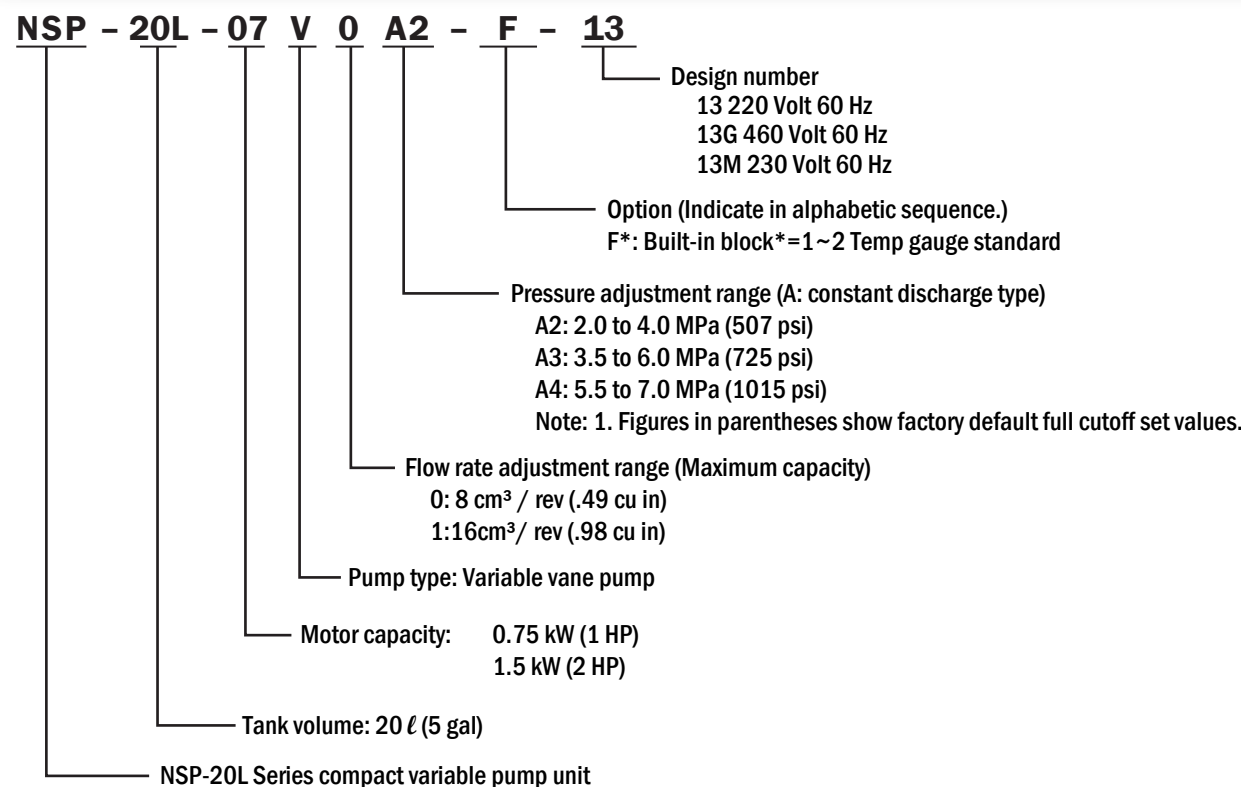 NSP – 20L – 07 V 0 A2 – F – 13
Design number
13 220 Volt 60 Hz
13G 460 Volt 60 Hz
13M 230 Volt 60 Hz
Option (Indicate in alphabetic sequence.)
F*: Built-in block*=1~2 Temp gauge standard
Pressure adjustment range (A: constant discharge type)
A2: 2.0 to 4.0 MPa (507 psi)
A3: 3.5 to 6.0 MPa (725 psi)
A4: 5.5 to 7.0 MPa (1015 psi)
Note: 1. Figures in parentheses show factory default full cutoff set values.
Flow rate adjustment range (Maximum capacity)
0: 8 cm³ / rev (.49 cu in)
1:16cm³/ rev (.98 cu in)
Pump type: Variable vane pump
Motor capacity: 0.75 kW (1 HP)
1.5 kW (2 HP)
Tank volume: 20 ℓ (5 gal)
NSP-20L Series compact variable pump unit